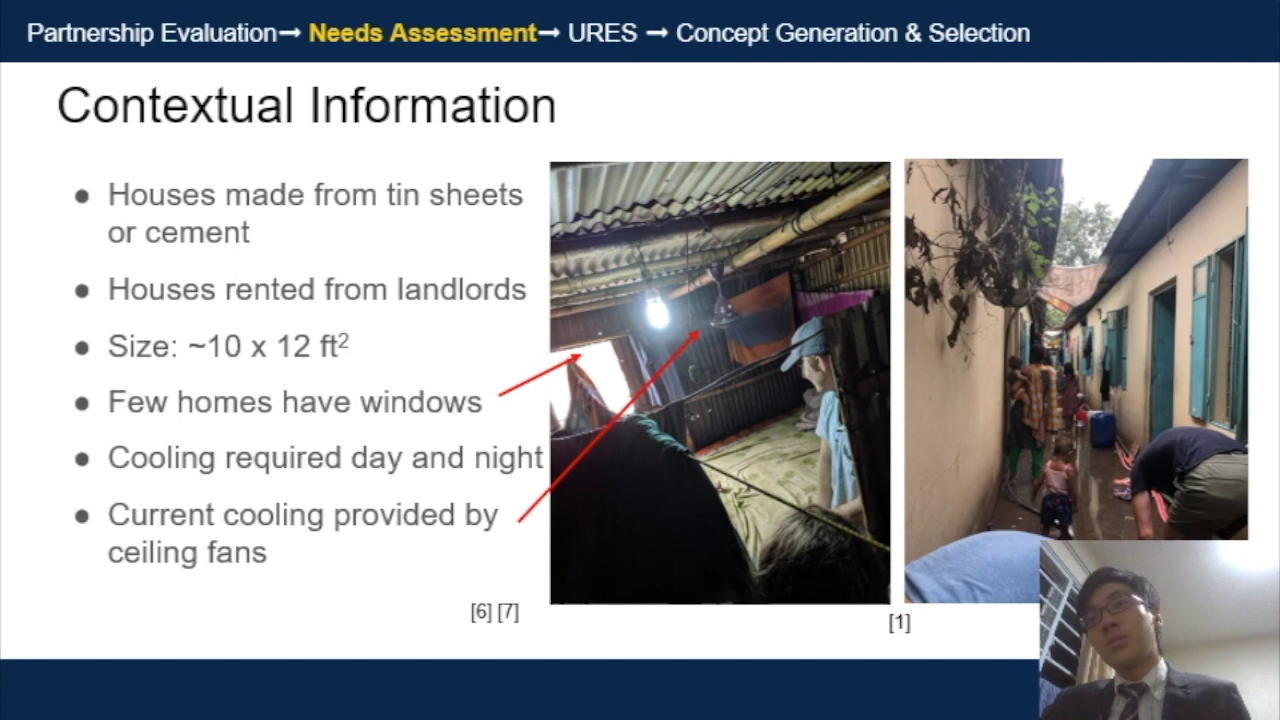 Partnership Evaluation→ Needs Assessment→ URES → Concept Generation & Selection
Contextual Information
● Houses made from tin sheets
or cement
● Houses rented from landlords
● Size: ~10 x 12 ft²
● Few homes have windows
● Cooling required day and night
● Current cooling provided by
ceiling fans
[6] [7]
[1]